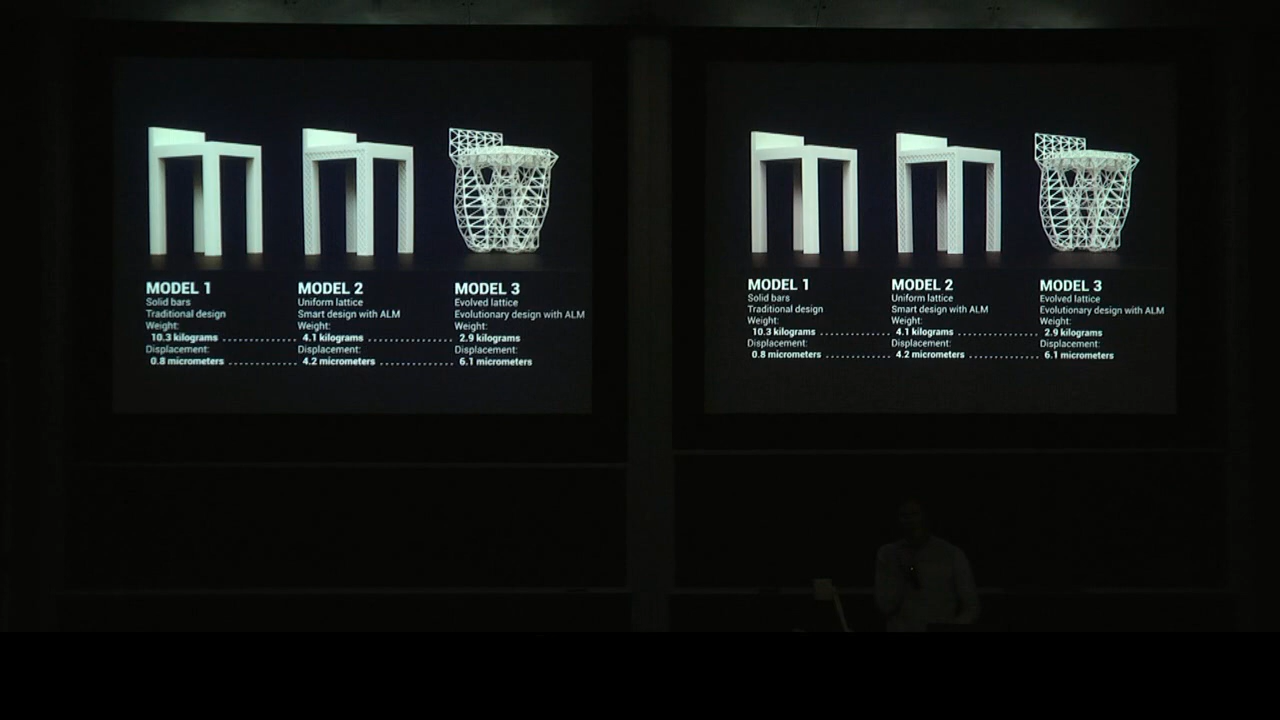 MODEL 1
Solid bars
Traditional design
Weight:
10.3 kilograms
Displacement:
0.8 micrometers
MODEL 2
Uniform lattice
Smart design with ALM
Weight:
4.1 kilograms
Displacement:
4.2 micrometers
MODEL 3
Evolved lattice
Evolutionary design with ALM
Weight:
2.9 kilograms
Displacement:
6.1 micrometers
MODEL 1
Solid bars
Traditional design
Weight:
10.3 kilograms
Displacement:
0.8 micrometers
MODEL 2
Uniform lattice
Smart design with ALM
Weight:
4.1 kilograms
Displacement:
4.2 micrometers
MODEL 3
Evolved lattice
Evolutionary design with ALM
Weight:
2.9 kilograms
Displacement:
6.1 micrometers